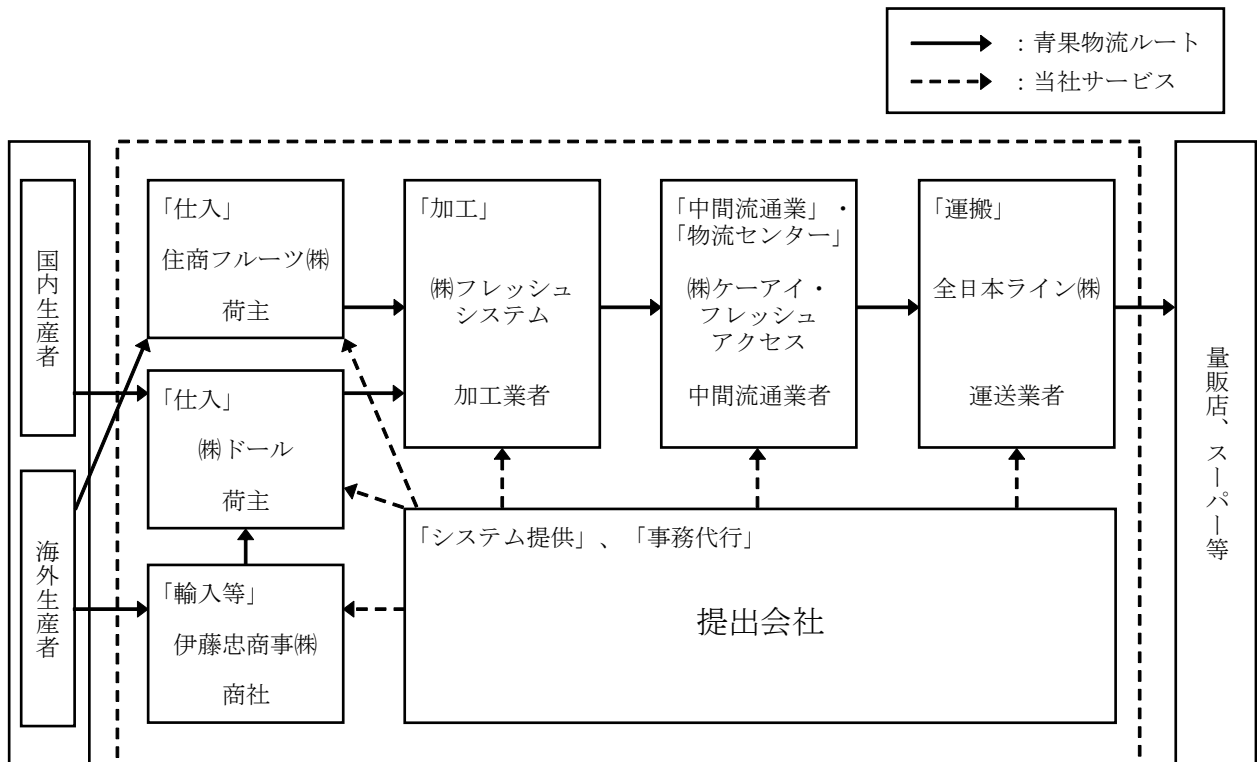 ：青果物流ルート
：当社サービス
国内生産者
海外生産者
「仕入」
住商フルーツ㈱
荷主
「仕入」
㈱ドール
荷主
「輸入等」
伊藤忠商事㈱
商社
「加工」
㈱フレッシュ
システム
加工業者
「中間流通業」・
「物流センター」
㈱ケーアイ・
フレッシュ
アクセス
中間流通業者
「運搬」
全日本ライン㈱
運送業者
「システム提供」、「事務代行」
提出会社
量販店、スーパー等